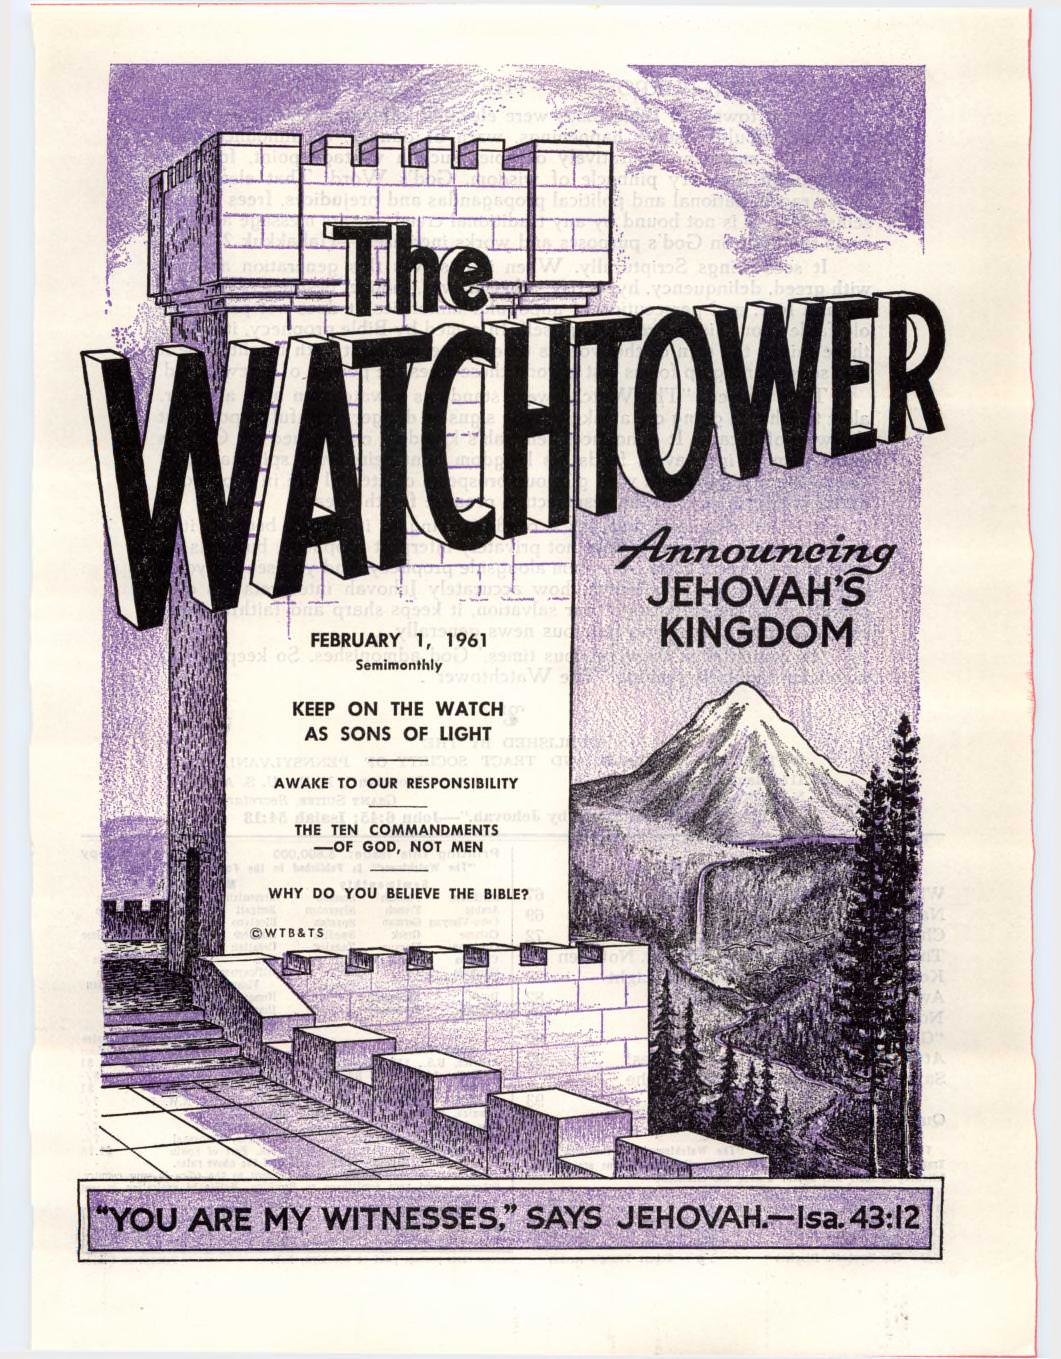 The
WATCHTOWER
Announcing
JEHOVAH'S
KINGDOM
FEBRUARY 1, 1961
Semimonthly
KEEP ON THE WATCH
AS SONS OF LIGHT
AWAKE TO OUR RESPONSIBILITY
THE TEN COMMANDMENTS
—OF GOD, NOT MEN
WHY DO YOU BELIEVE THE BIBLE?
©WTB&TS
"YOU ARE MY WITNESSES," SAYS JEHOVAH.—Isa. 43:12